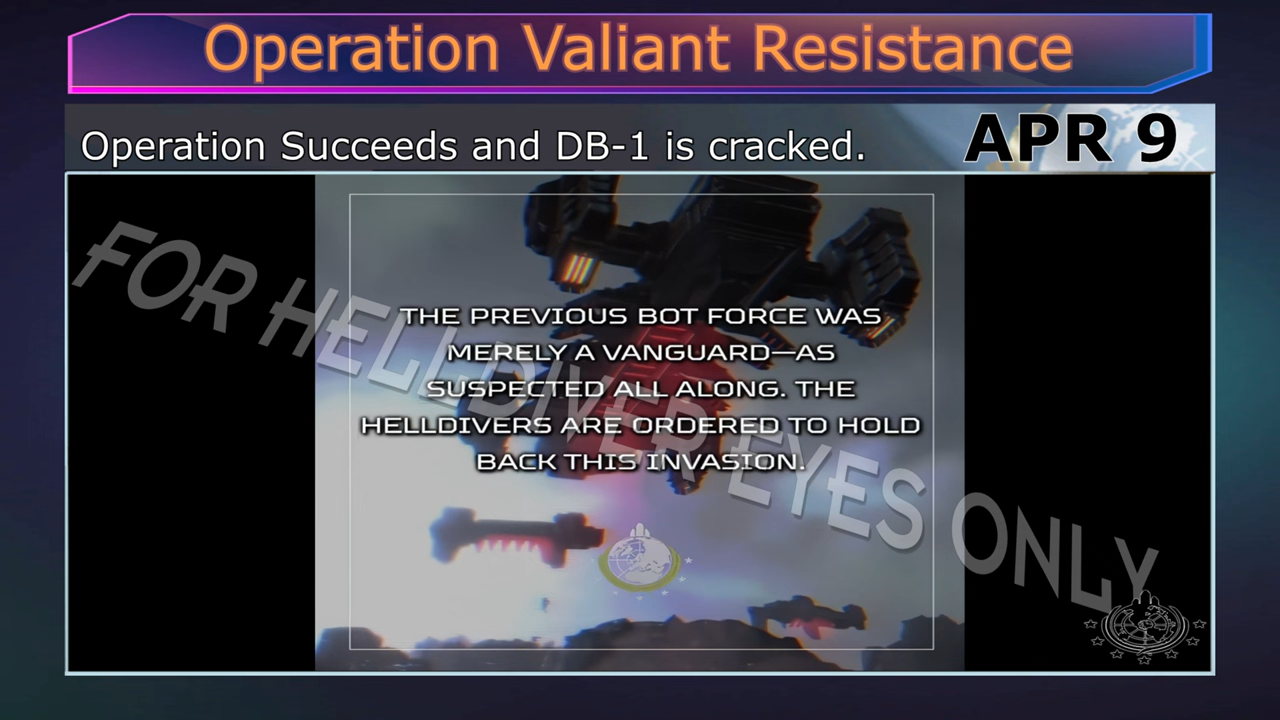 Operation Valiant Resistance
Operation Succeeds and DB-1 is cracked.
APR 9
THE PREVIOUS BOT FORCE WAS
MERELY A VANGUARD—AS
SUSPECTED ALL ALONG. THE
HELLDIVERS ARE ORDERED TO HOLD
BACK THIS INVASION.
FOR HELLDIVER EYES ONLY